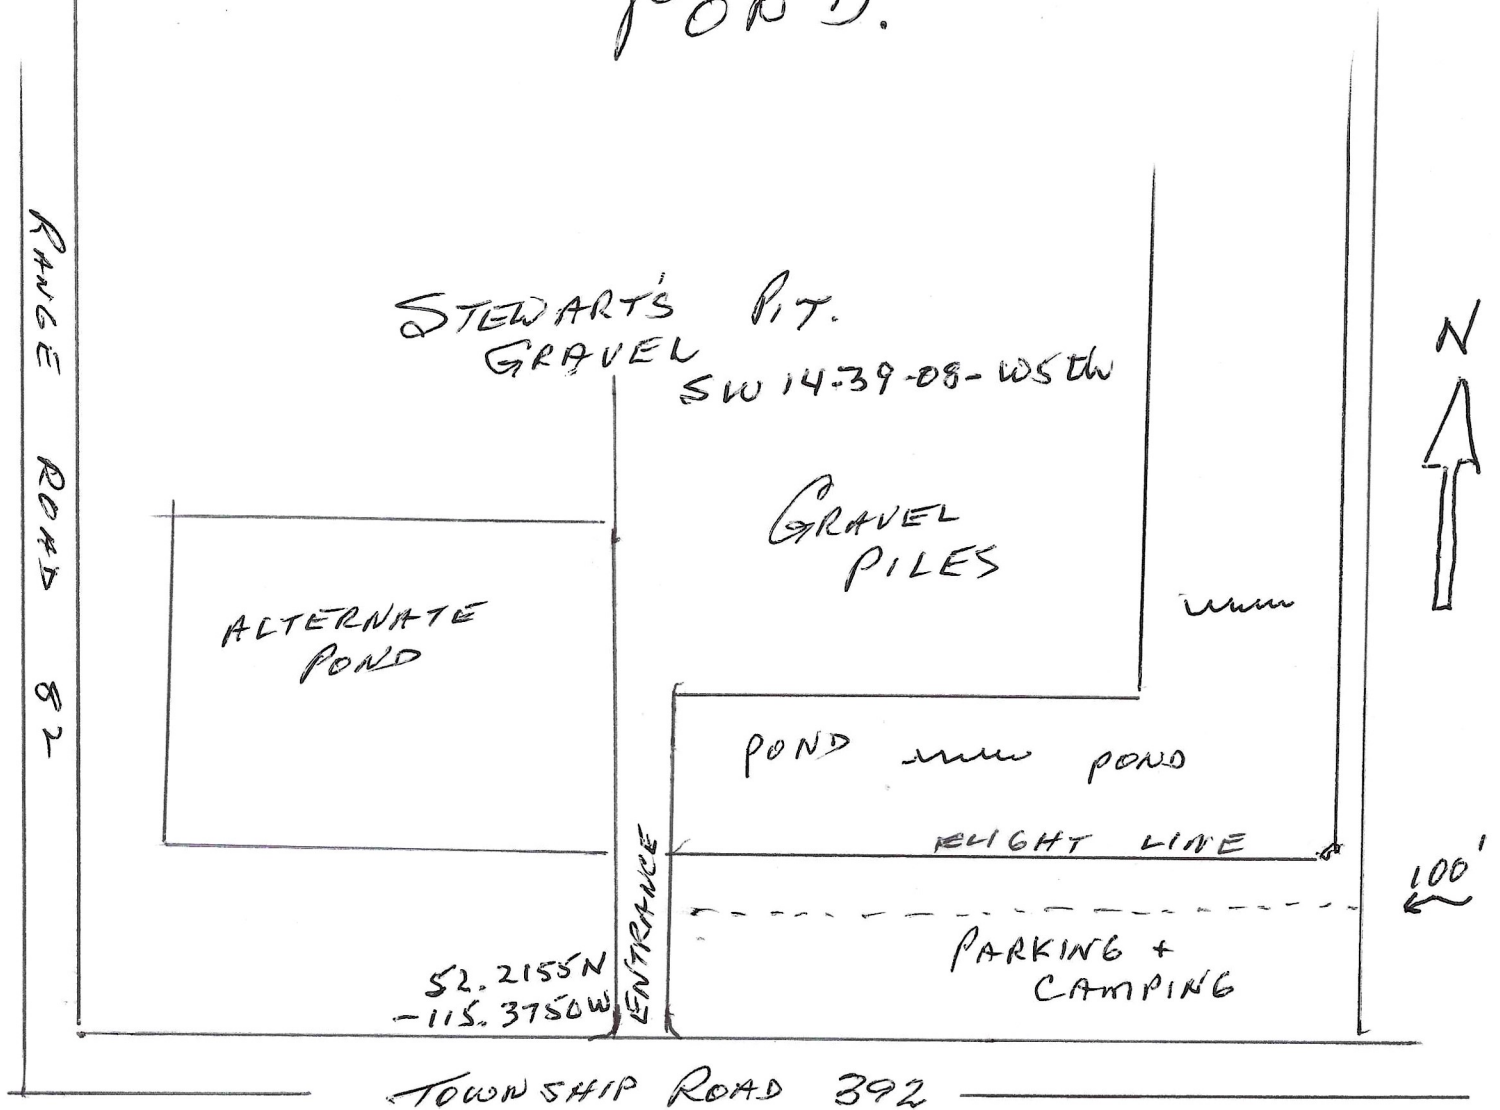 POND.
STEWART'S PIT.
GRAVEL
SW 14-39-08-W5th
N
GRAVEL
PILES
RANGE ROAD 82
ALTERNATE
POND
POND POND
FLIGHT LINE
100'
ENTRANCE
PARKING +
CAMPING
52.2155N
-115.3750W
TOWNSHIP ROAD 392